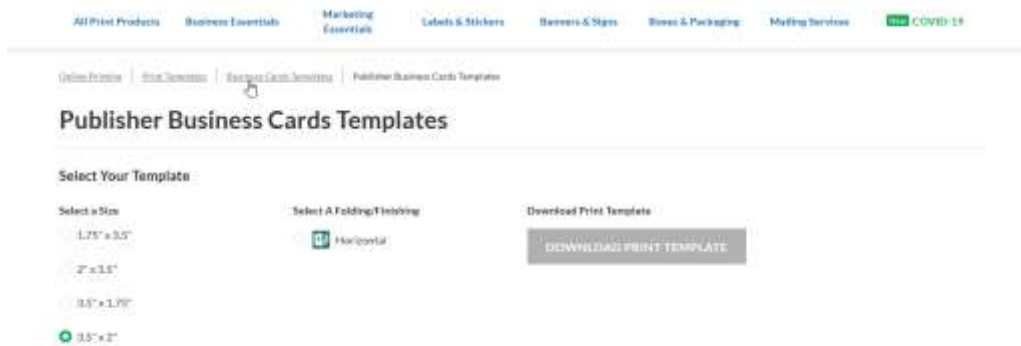 All Print Products
Business Essentials
Marketing
Essentials
Labels & Stickers
Banners & Signs
Boxes & Packaging
Mailing Services
New COVID-19
Online Printing | Print Templates | Business Cards Templates | Publisher Business Cards Templates
Publisher Business Cards Templates
Select Your Template
Select a Size
Select A Folding/Finishing
Download Print Template
1.75" x 3.5"
Horizontal
DOWNLOAD PRINT TEMPLATE
2" x 3.5"
3.5" x 1.75"
3.5" x 2"